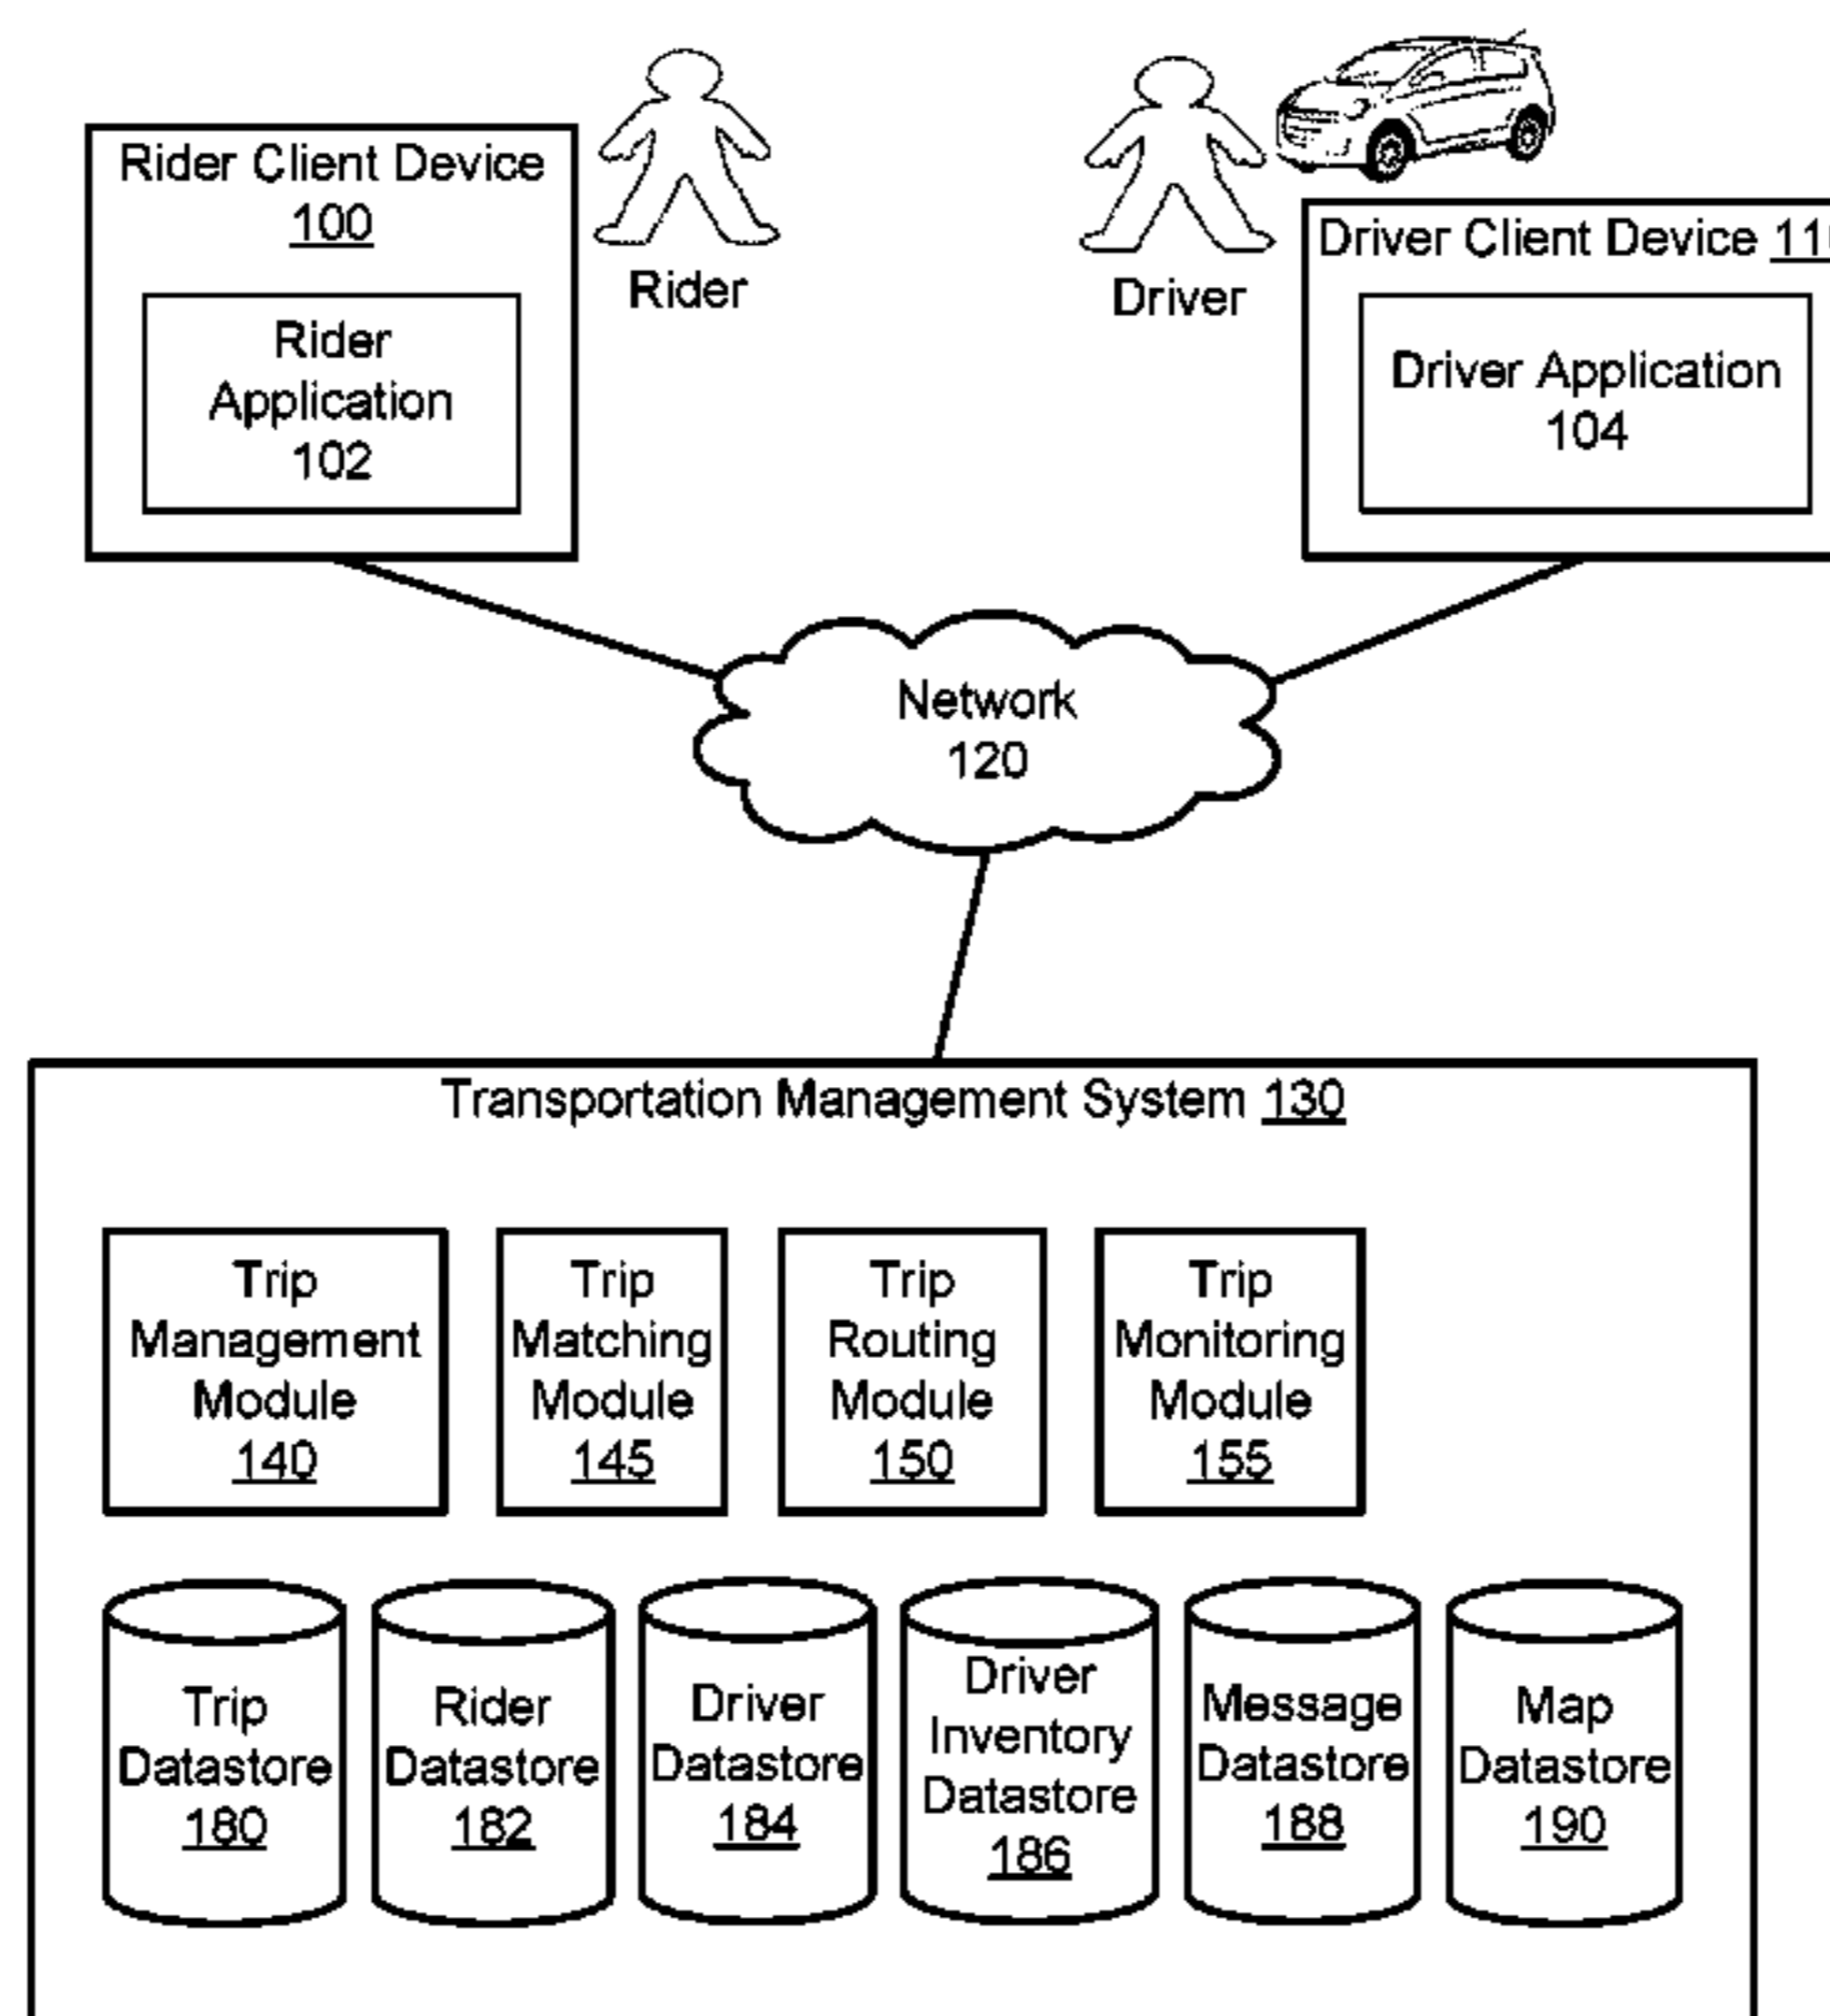 Rider Client Device
100
Rider
Application
102
Rider
Driver
Driver Client Device
Driver Application
104
Network
120
Transportation Management System 130
Trip
Management
Module
140
Trip
Matching
Module
145
Trip
Routing
Module
150
Trip
Monitoring
Module
155
Trip
Datastore
180
Rider
Datastore
182
Driver
Datastore
184
Driver
Inventory
Datastore
186
Message
Datastore
188
Map
Datastore
190